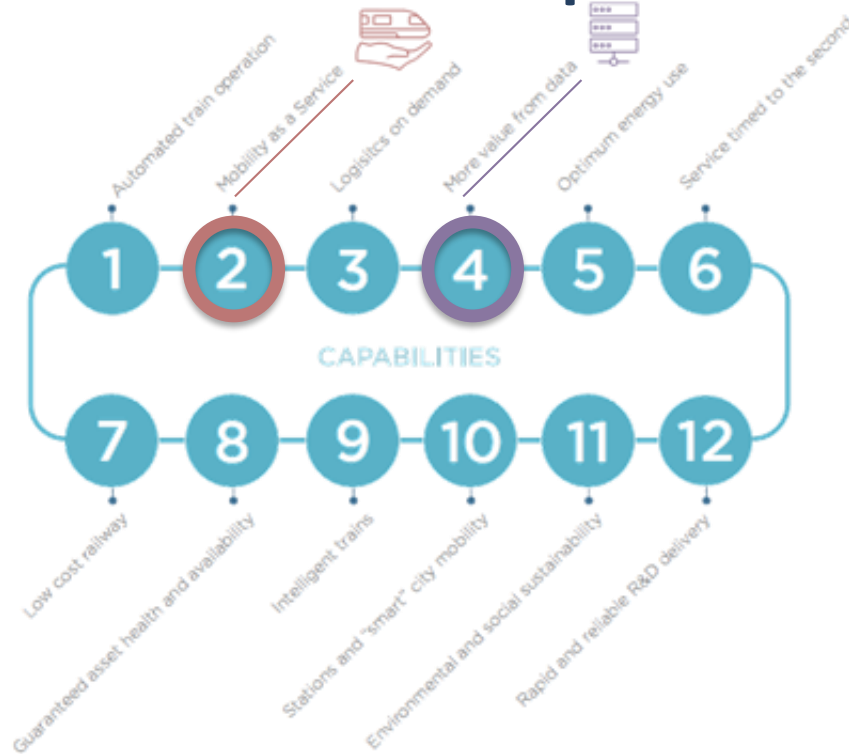 Automated train operation
Mobility as a Service
Logisitcs on demand
More value from data
Optimum energy use
Service timed to the second
1 2 3 4 5 6
CAPABILITIES
7 8 9 10 11 12
Low cost railway
Guaranteed asset health and availability
Intelligent trains
Stations and "smart" city mobility
Environmental and social sustainability
Rapid and reliable R&D delivery